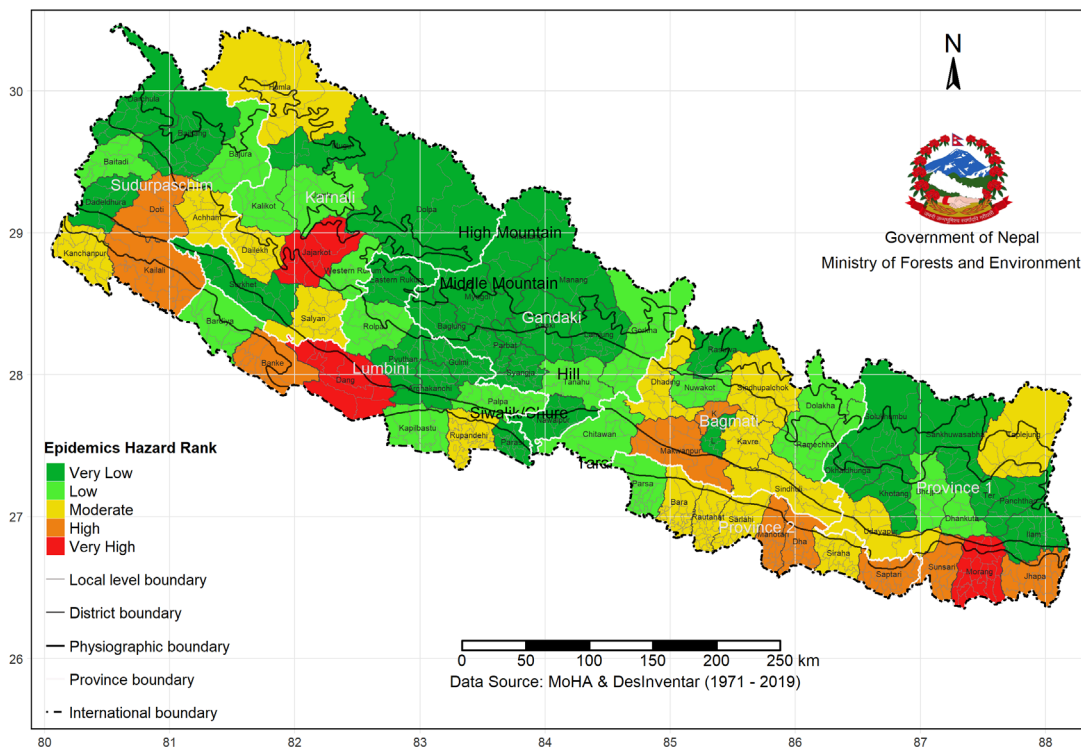 N
Government of Nepal
Ministry of Forests and Environment
30
29
28
27
26
80
81
82
83
84
85
86
87
88
Humla
Darchula
Bajhang
Bajura
Mugu
Baitadi
Sudurpaschim
Karnali
Dadeldhura
Doti
Achham
Kalikot
Dolpa
High Mountain
Kanchanpur
Kailali
Dailekh
Jajarkot
Western Rukum
Eastern Rukum
Middle Mountain
Manang
Myagdi
Surkhet
Salyan
Bardiya
Rolpa
Baglung
Gandaki
Kaski
Lamjung
Gorkha
Parbat
Banke
Lumbini
Pyuthan
Gulmi
Dang
Syangja
Hill
Tanahu
Arghakanchi
Palpa
Siwalik/Chure
Nawalpur
Kapilbastu
Rupandehi
Parasi
Chitawan
Rasuwa
Dhading
Nuwakot
Sindhupalchok
Dolakha
K
Bagmati
L
Kavre
Makwanpur
Ramechhap
Solukhumbu
Sankhuwasabha
Taplejung
Okhaldhunga
Sindhuli
Khotang
Bhoj
Province 1
Ter
Panchthar
Dhankuta
Ilam
Tarai
Parsa
Bara
Rautahat
Sarlahi
Province 2
Mahottari
Dha
Siraha
Udayapur
Saptari
Sunsari
Morang
Jhapa
Epidemics Hazard Rank
Very Low
Low
Moderate
High
Very High
Local level boundary
District boundary
Physiographic boundary
Province boundary
International boundary
0 50 100 150 200 250 km
Data Source: MoHA & DesInventar (1971 - 2019)